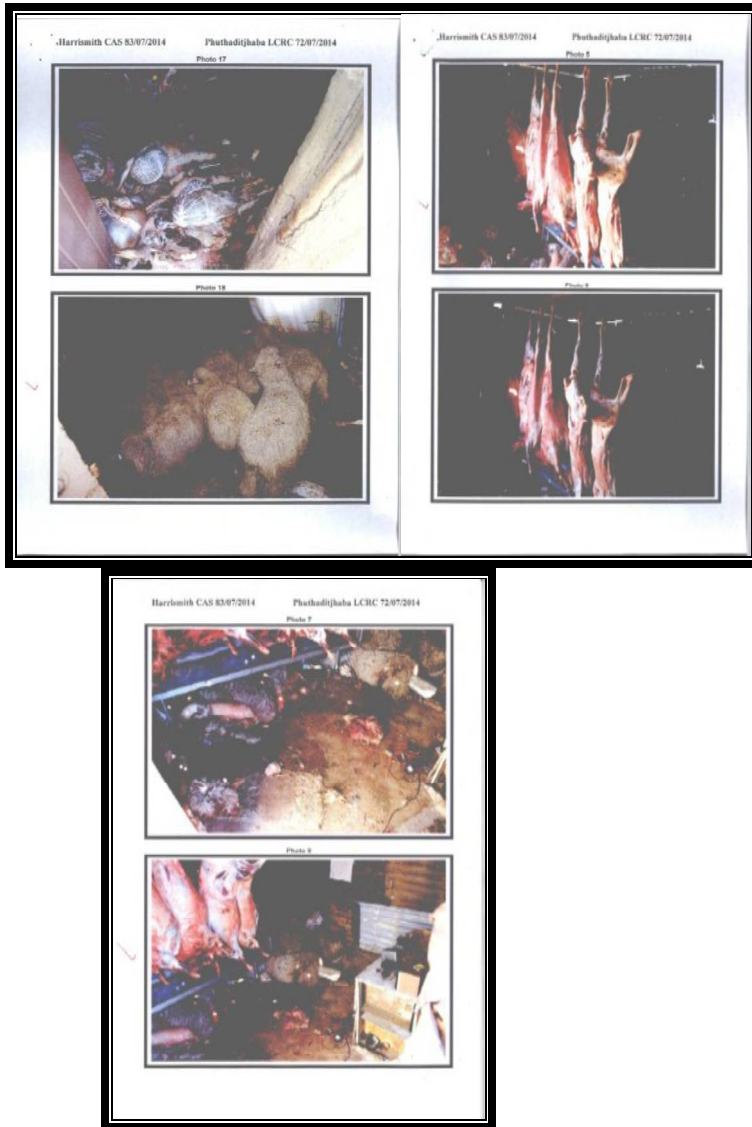 Harrismith CAS 83/07/2014 Phuthaditjhaba LCRC 72/07/2014
Photo 17
Photo 18
Harrismith CAS 83/07/2014 Phuthaditjhaba LCRC 72/07/2014
Photo 5
Photo 6
Harrismith CAS 83/07/2014 Phuthaditjhaba LCRC 72/07/2014
Photo 7
Photo 8